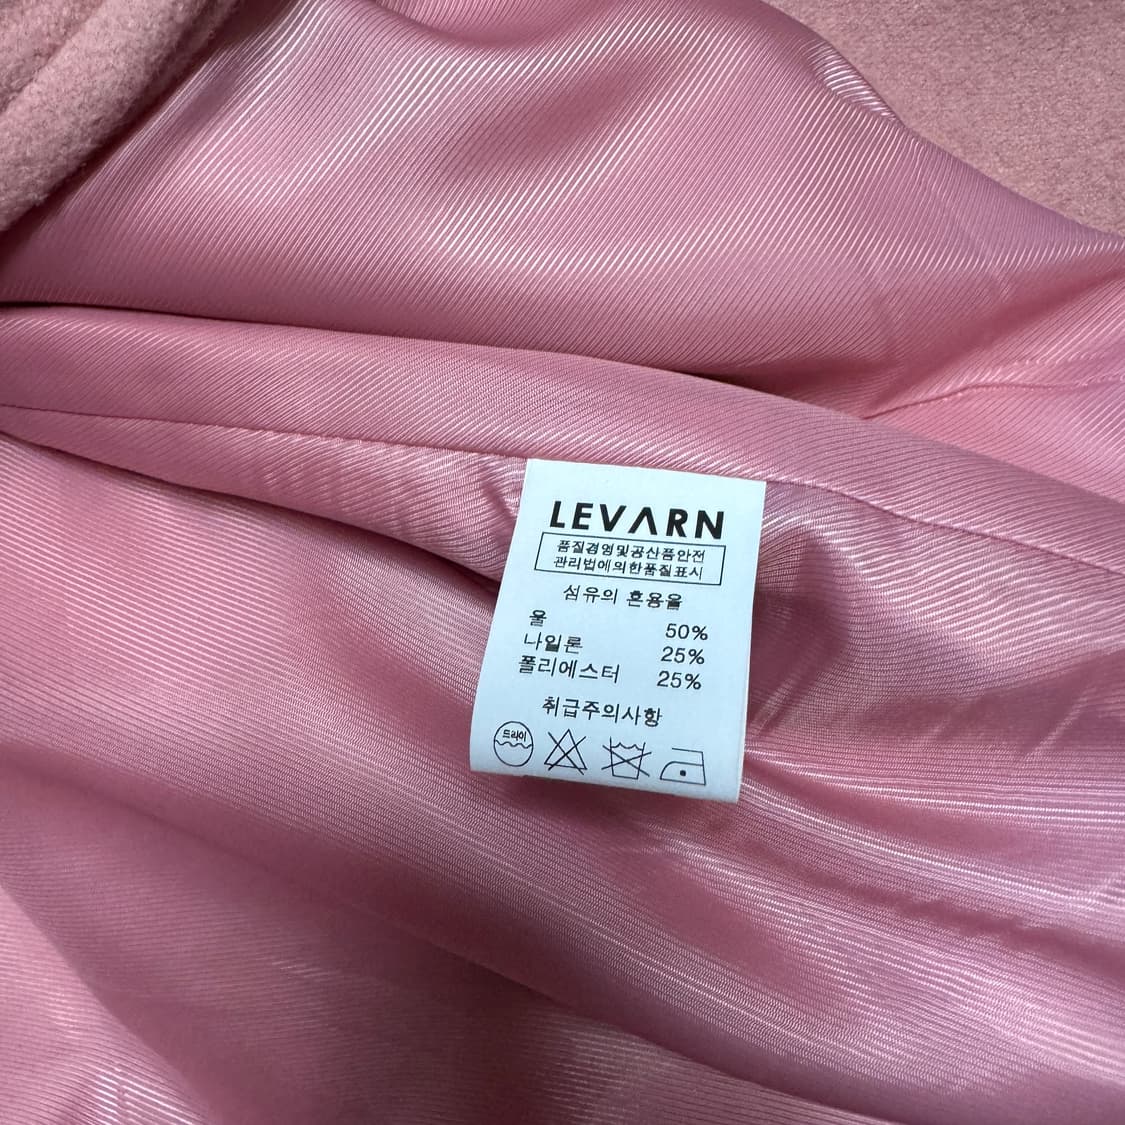 LEVARN
품질경영및공산품안전
관리법에의한품질표시
섬유의 혼용율
울 50%
나일론 25%
폴리에스터 25%
취급주의사항
드라이